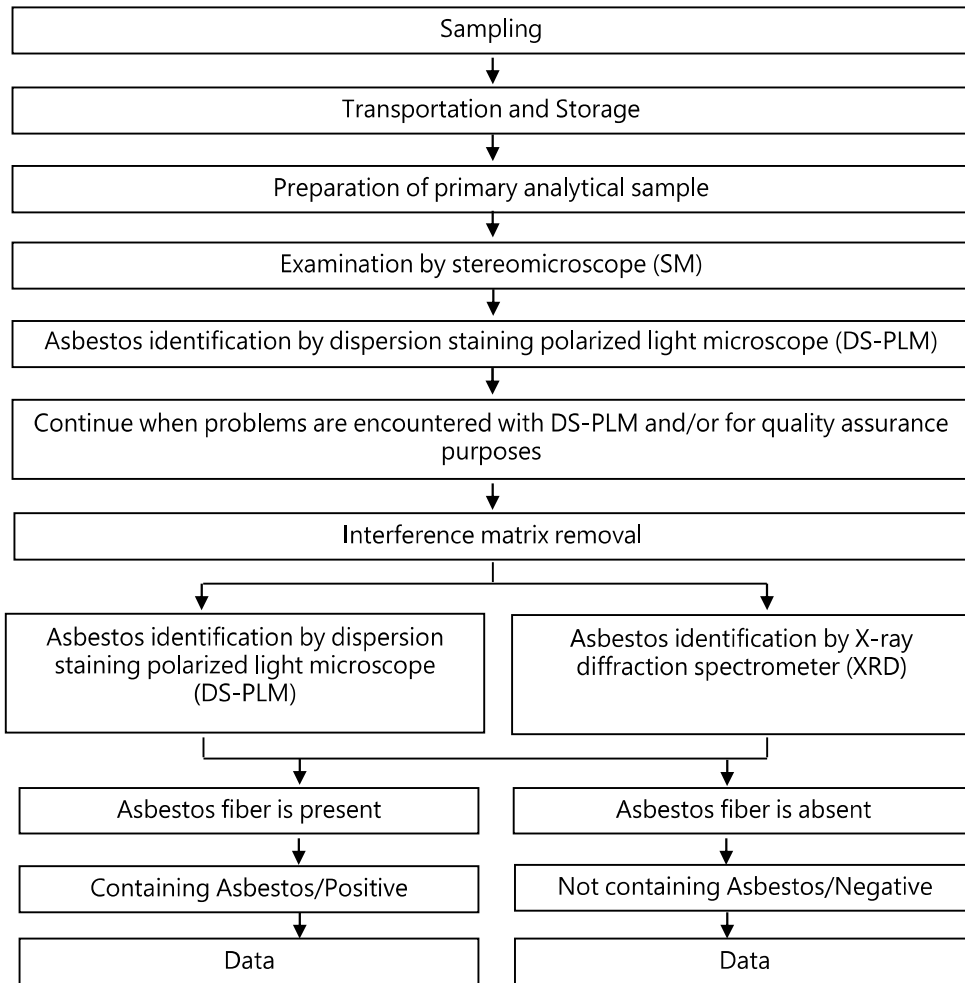 Sampling
Transportation and Storage
Preparation of primary analytical sample
Examination by stereomicroscope (SM)
Asbestos identification by dispersion staining polarized light microscope (DS-PLM)
Continue when problems are encountered with DS-PLM and/or for quality assurance
purposes
Interference matrix removal
Asbestos identification by dispersion
staining polarized light microscope
(DS-PLM)
Asbestos identification by X-ray
diffraction spectrometer (XRD)
Asbestos fiber is present
Asbestos fiber is absent
Containing Asbestos/Positive
Not containing Asbestos/Negative
Data
Data